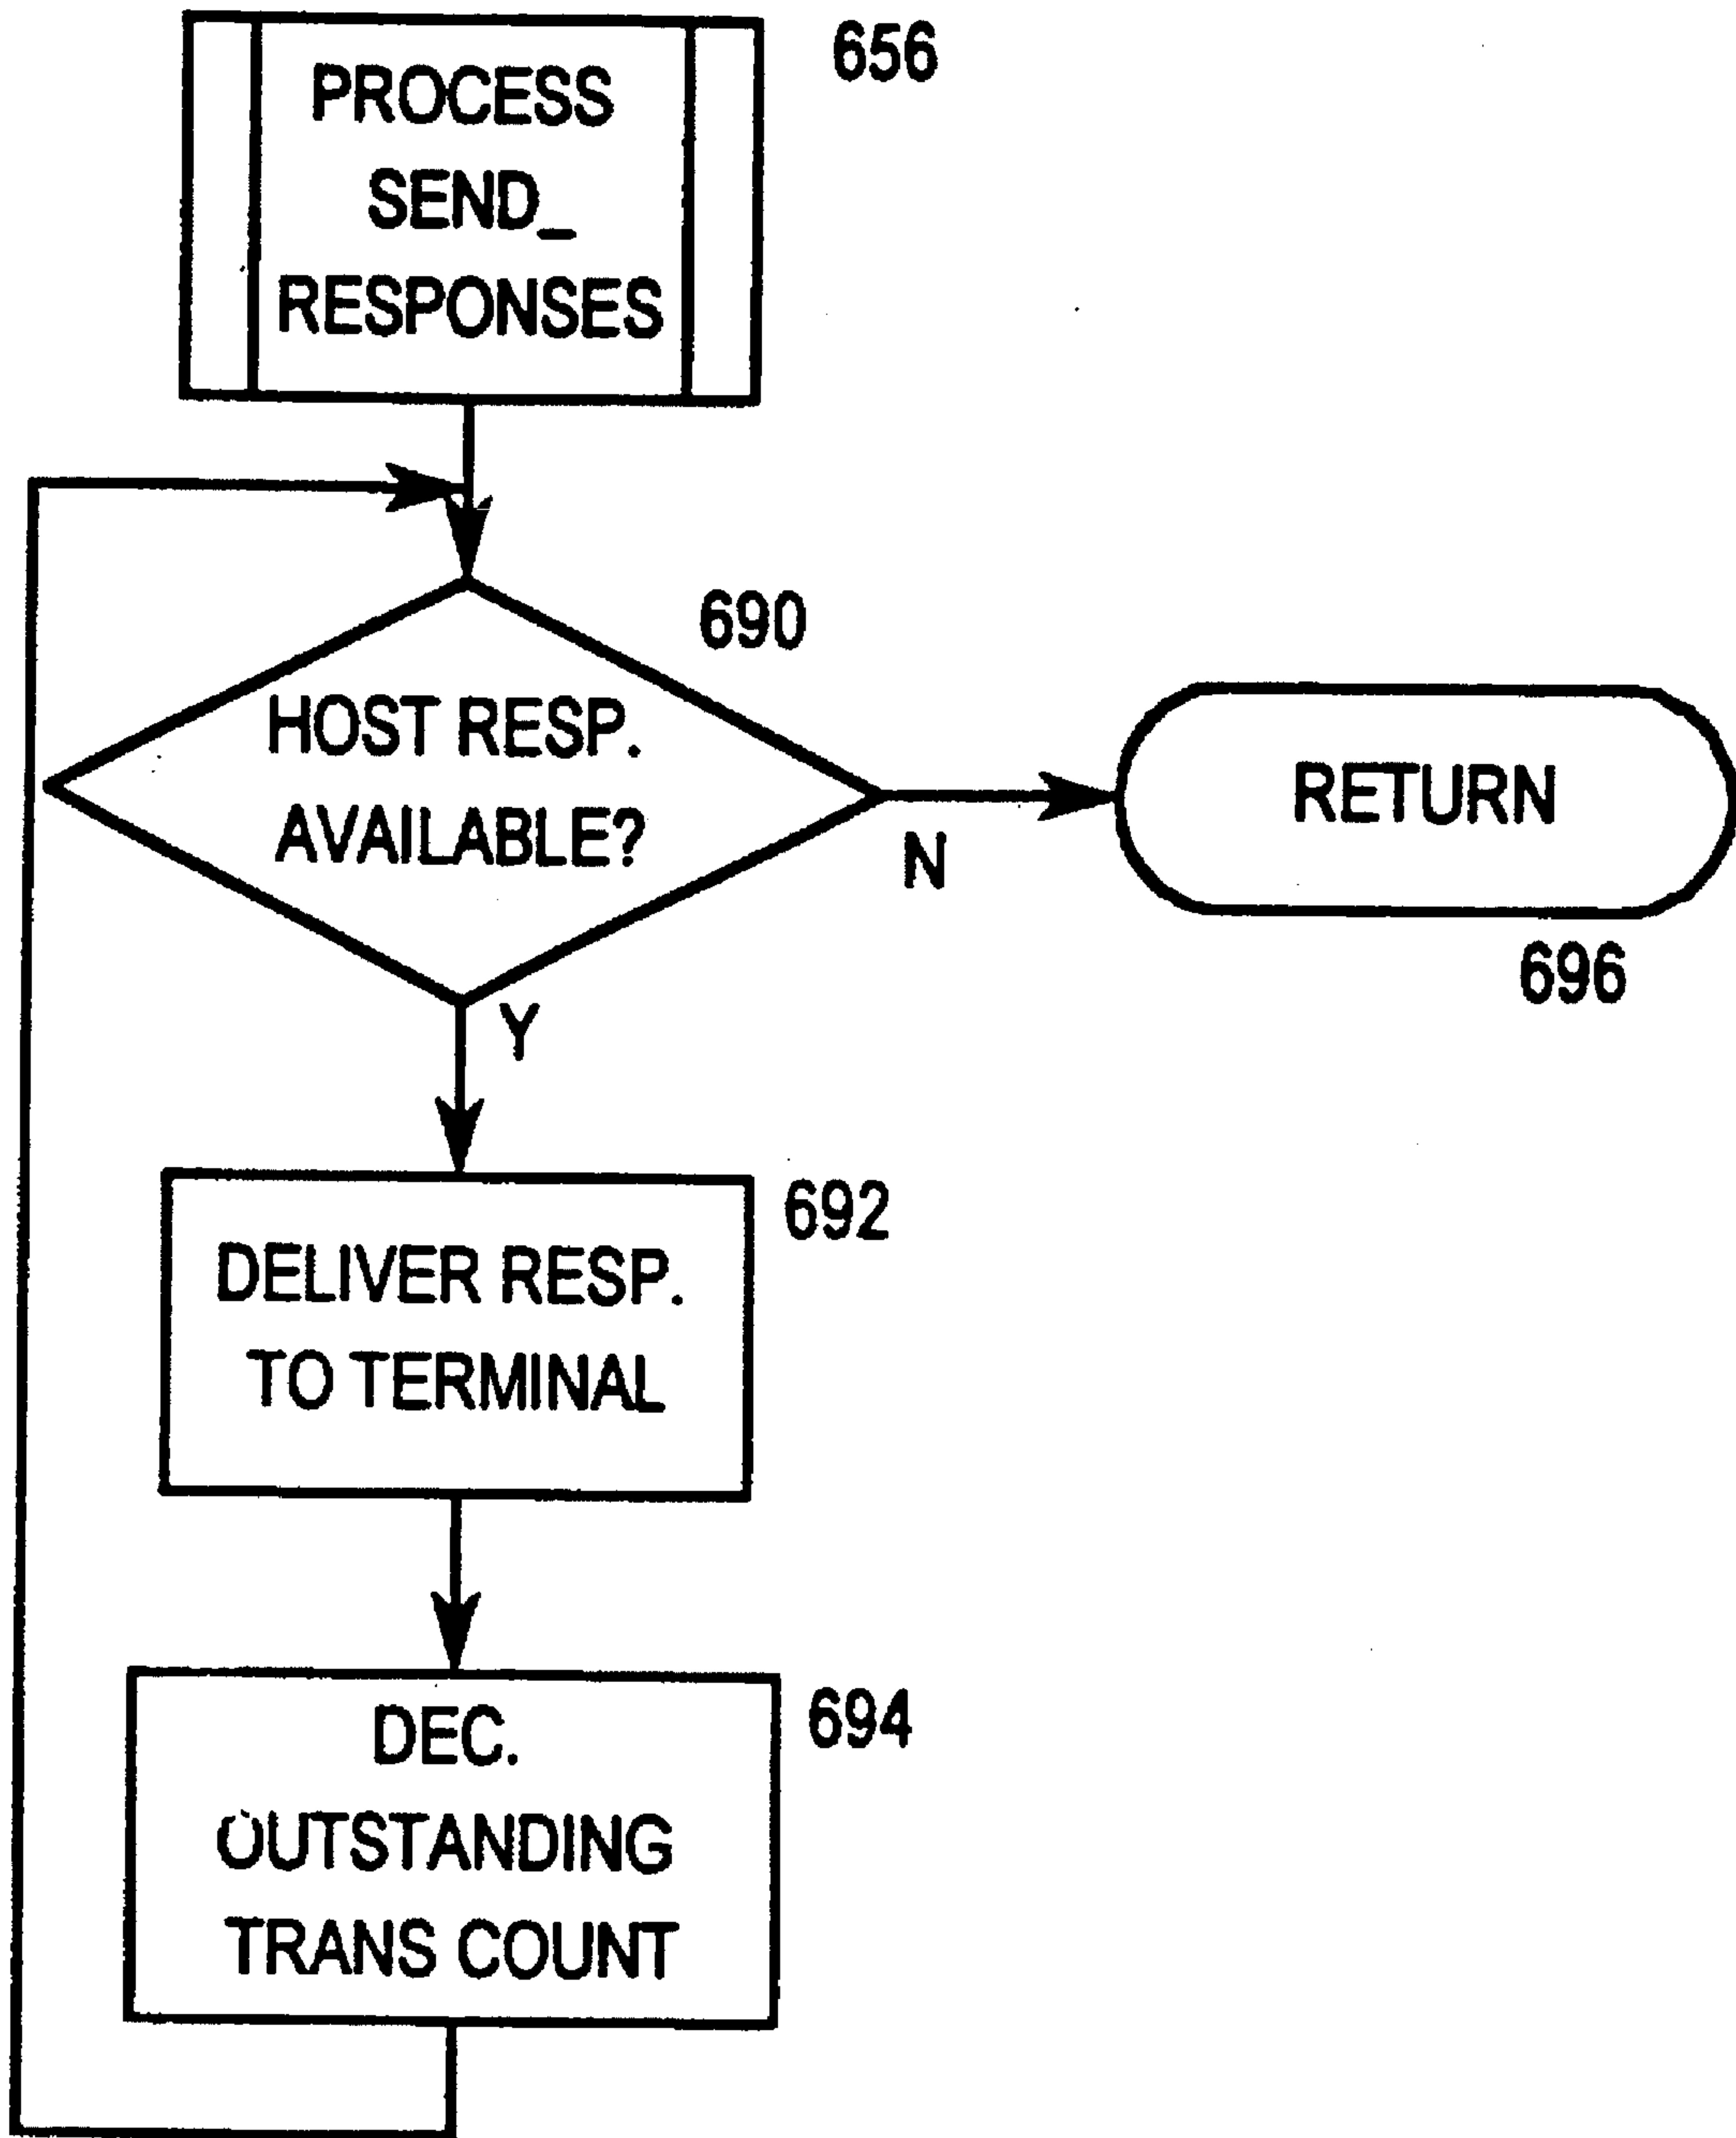 656
PROCESS
SEND_
RESPONSES
690
HOST RESP.
AVAILABLE?
N
RETURN
696
Y
692
DELIVER RESP.
TO TERMINAL
694
DEC.
OUTSTANDING
TRANS COUNT